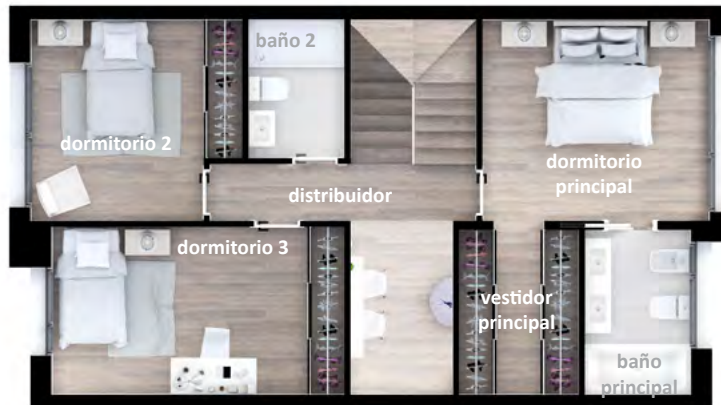 baño 2
dormitorio 2
dormitorio
principal
distribuidor
dormitorio 3
vestidor
principal
baño
principal